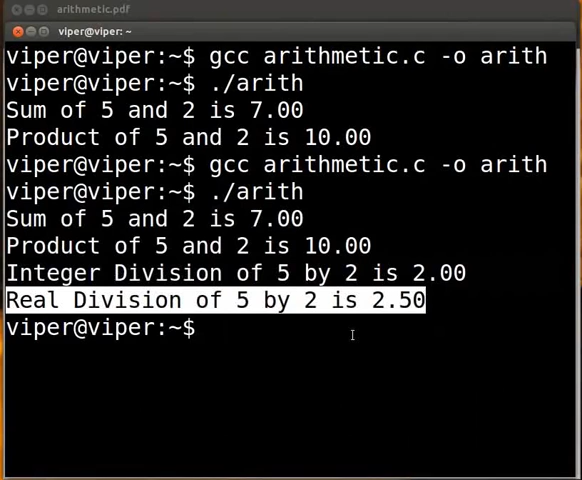 arithmetic.pdf
viper@viper: ~
viper@viper:~$ gcc arithmetic.c -o arith
viper@viper:~$ ./arith
Sum of 5 and 2 is 7.00
Product of 5 and 2 is 10.00
viper@viper:~$ gcc arithmetic.c -o arith
viper@viper:~$ ./arith
Sum of 5 and 2 is 7.00
Product of 5 and 2 is 10.00
Integer Division of 5 by 2 is 2.00
Real Division of 5 by 2 is 2.50
viper@viper:~$